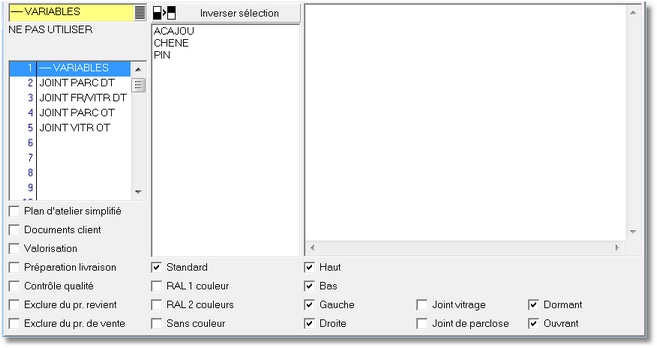 — VARIABLES
Inverser sélection
NE PAS UTILISER
ACAJOU
CHENE
PIN
1 — VARIABLES
2 JOINT PARC DT
3 JOINT FR/VITR DT
4 JOINT PARC OT
5 JOINT VITR OT
6
7
8
9
Plan d'atelier simplifié
Documents client
Valorisation
Préparation livraison
Standard
Haut
Contrôle qualité
RAL 1 couleur
Bas
Exclure du pr. revient
RAL 2 couleurs
Gauche
Joint vitrage
Dormant
Exclure du pr. de vente
Sans couleur
Droite
Joint de parclose
Ouvrant